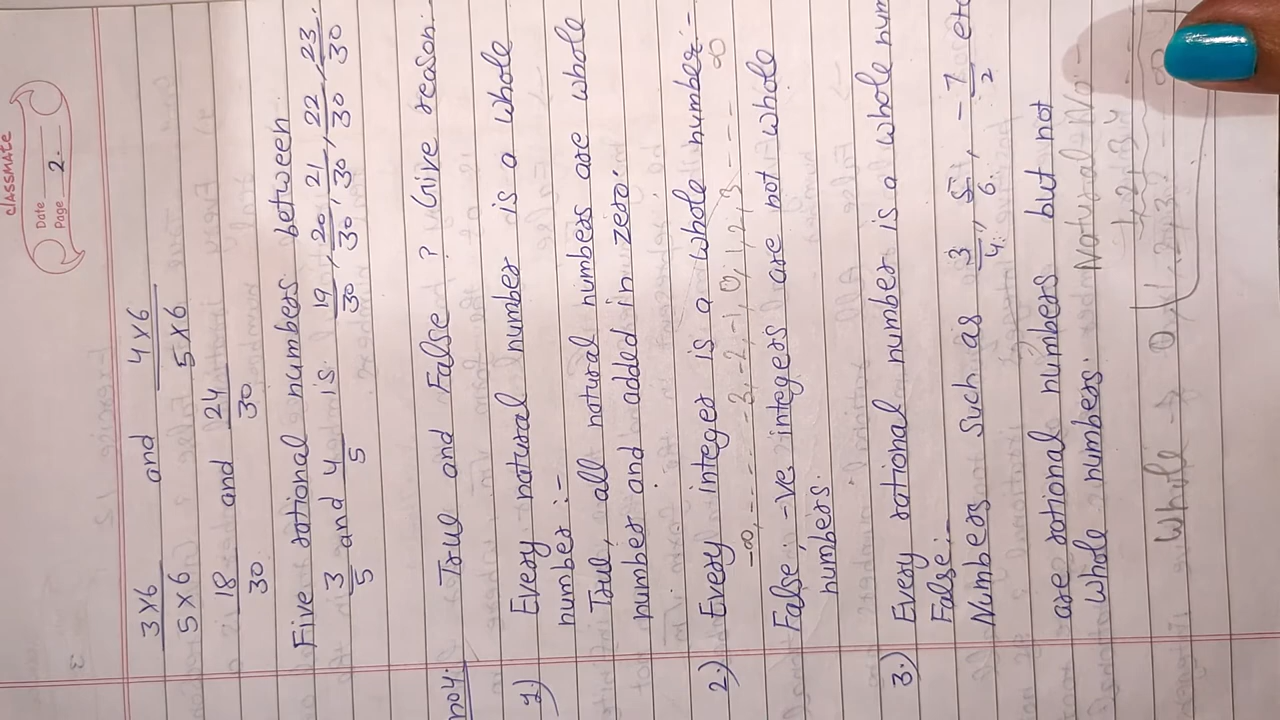 CLASSMATE
Date
Page 2.
3×6 and 4×6
5×6 5×6
18 and 24
30 30
Five rational numbers between
3 and 4 is 19, 20, 21, 22, 23.
5 5 30 30 30 30 30
no4: True and False? Give reason:-
1) Every natural number is a whole
number :-
True, all natural numbers are whole
number and added in zero.
2.) Every integer is a whole number:-
-∞, ---- -3, -2, -1, 0, 1, 2, 3 ---- ∞
False; -ve integers are not whole
numbers.
3.) Every rational number is a whole num
False:-
Numbers such as 3/4, 5/6, -7/2 etc
are rational numbers but not
whole numbers. Natural No -
1, 2, 3, 4
Whole → 0, 1, 2, 3 ∞